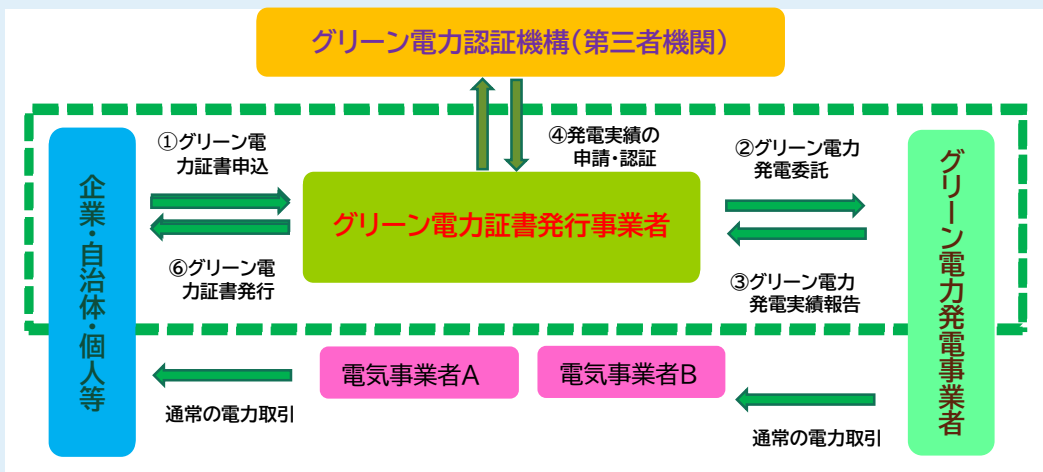 グリーン電力認証機構(第三者機関)
①グリーン電
力証書申込
④発電実績の
申請・認証
②グリーン電力
発電委託
企業・自治体・個人等
グリーン電力証書発行事業者
グリーン電力発電事業者
⑥グリーン電
力証書発行
③グリーン電力
発電実績報告
電気事業者A
電気事業者B
通常の電力取引
通常の電力取引